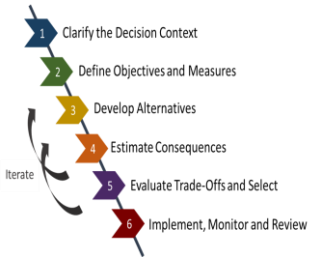 1 Clarify the Decision Context
2 Define Objectives and Measures
3 Develop Alternatives
4 Estimate Consequences
Iterate
5 Evaluate Trade-Offs and Select
6 Implement, Monitor and Review